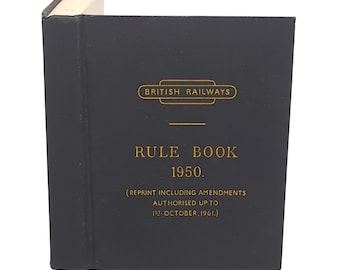 BRITISH RAILWAYS
RULE BOOK
1950.
(REPRINT INCLUDING AMENDMENTS
AUTHORISED UP TO
1ST OCTOBER, 1961.)